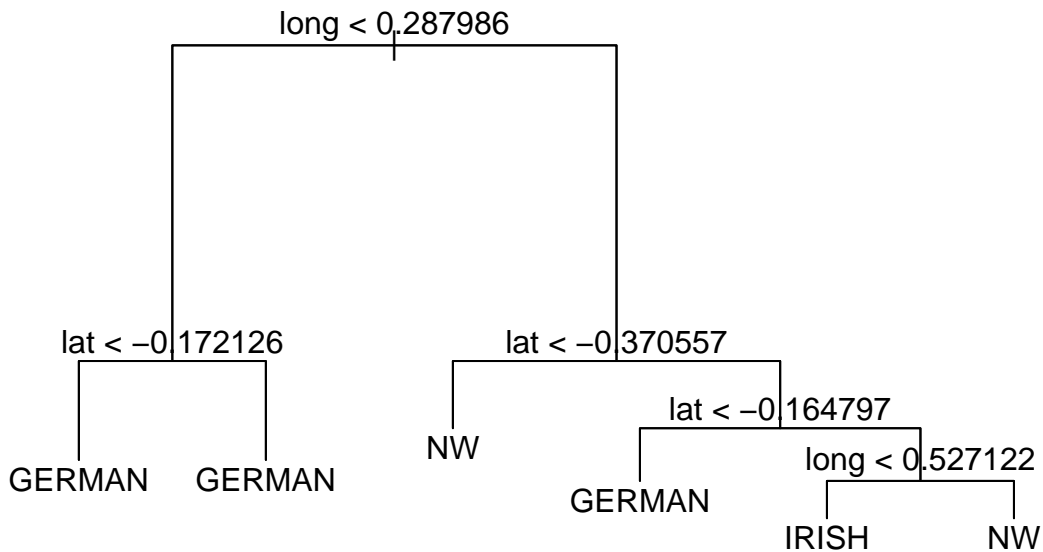 long < 0.287986
lat < −0.172126
lat < −0.370557
lat < −0.164797
NW
long < 0.527122
GERMAN
GERMAN
GERMAN
IRISH
NW